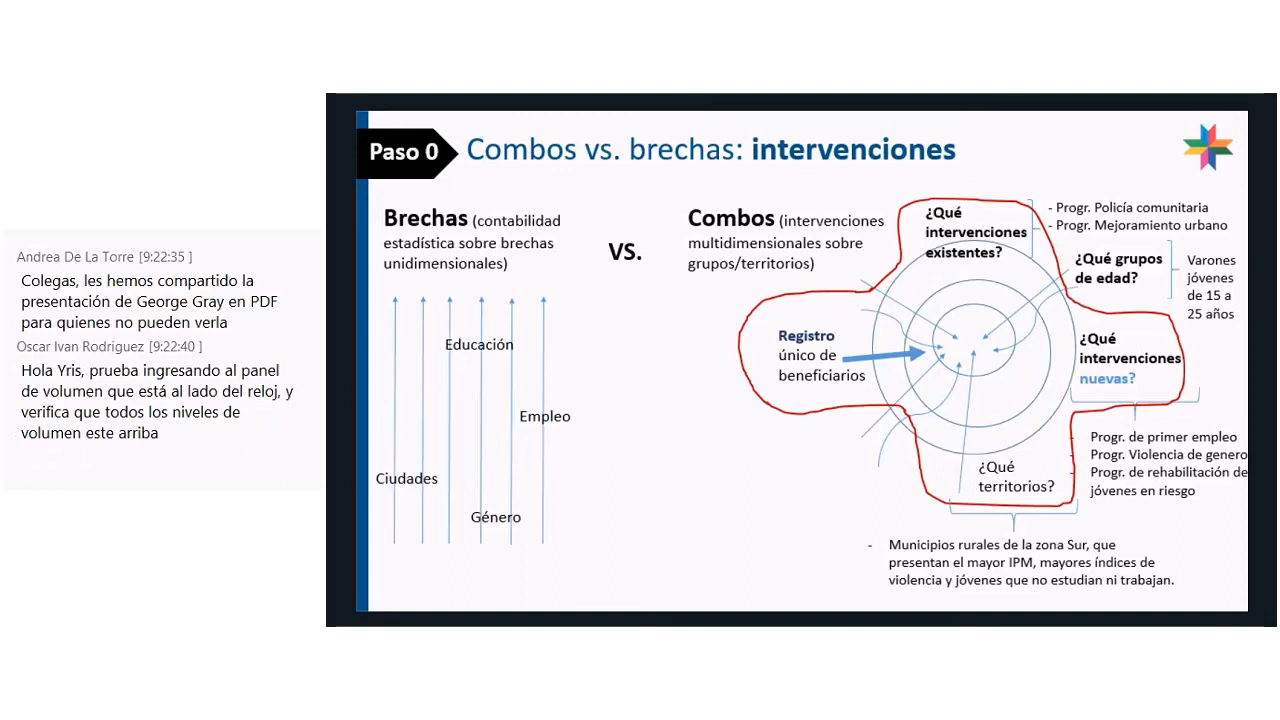 Andrea De La Torre [9:22:35 ]
Colegas, les hemos compartido la
presentación de George Gray en PDF
para quienes no pueden verla
Oscar Ivan Rodriguez [9:22:40 ]
Hola Yris, prueba ingresando al panel
de volumen que está al lado del reloj, y
verifica que todos los niveles de
volumen este arriba
Paso 0
Combos vs. brechas: intervenciones
Brechas (contabilidad
estadística sobre brechas
unidimensionales)
VS.
Combos (intervenciones
multidimensionales sobre
grupos/territorios)
¿Qué
intervenciones
existentes?
- Progr. Policía comunitaria
- Progr. Mejoramiento urbano
¿Qué grupos
de edad?
Varones
jóvenes
de 15 a
25 años
Educación
Empleo
Ciudades
Género
Registro
único de
beneficiarios
¿Qué
intervenciones
nuevas?
- Progr. de primer empleo
- Progr. Violencia de genero
- Progr. de rehabilitación de
jóvenes en riesgo
¿Qué
territorios?
- Municipios rurales de la zona Sur, que
presentan el mayor IPM, mayores índices de
violencia y jóvenes que no estudian ni trabajan.